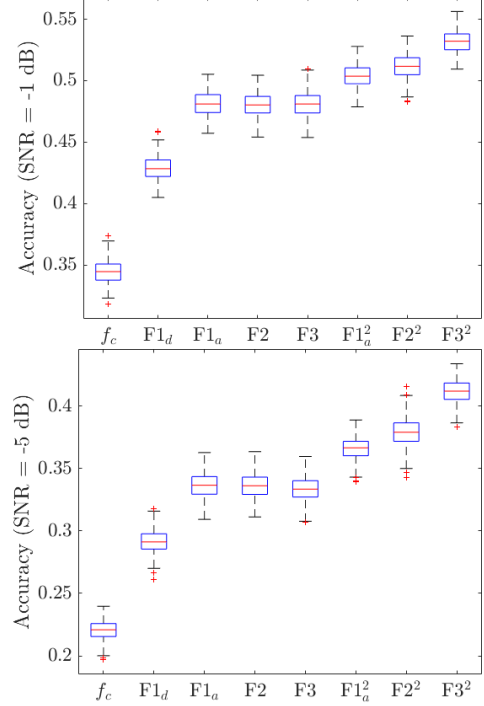 Accuracy (SNR = -1 dB)
0.55
0.5
0.45
0.4
0.35
f_c F1_d F1_a F2 F3 F1_a^2 F2^2 F3^2
Accuracy (SNR = -5 dB)
0.4
0.35
0.3
0.25
0.2
f_c F1_d F1_a F2 F3 F1_a^2 F2^2 F3^2